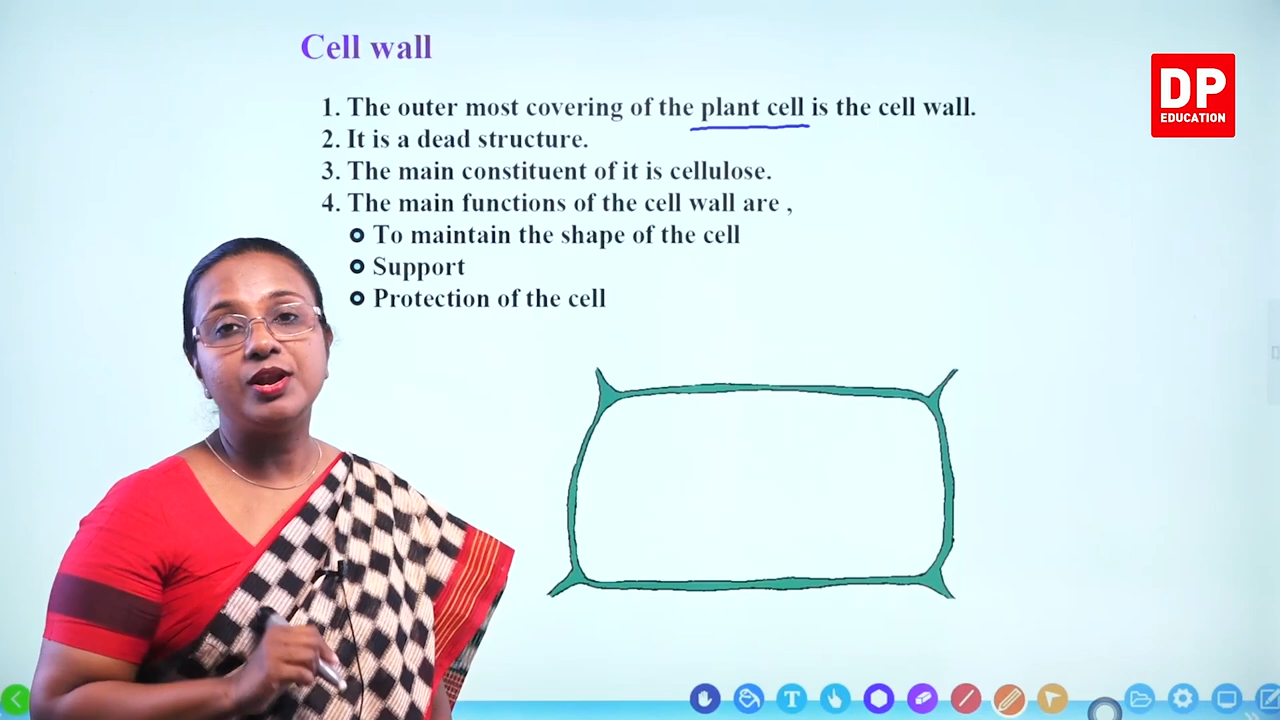 Cell wall
DP
EDUCATION
1. The outer most covering of the plant cell is the cell wall.
2. It is a dead structure.
3. The main constituent of it is cellulose.
4. The main functions of the cell wall are ,
To maintain the shape of the cell
Support
Protection of the cell
T